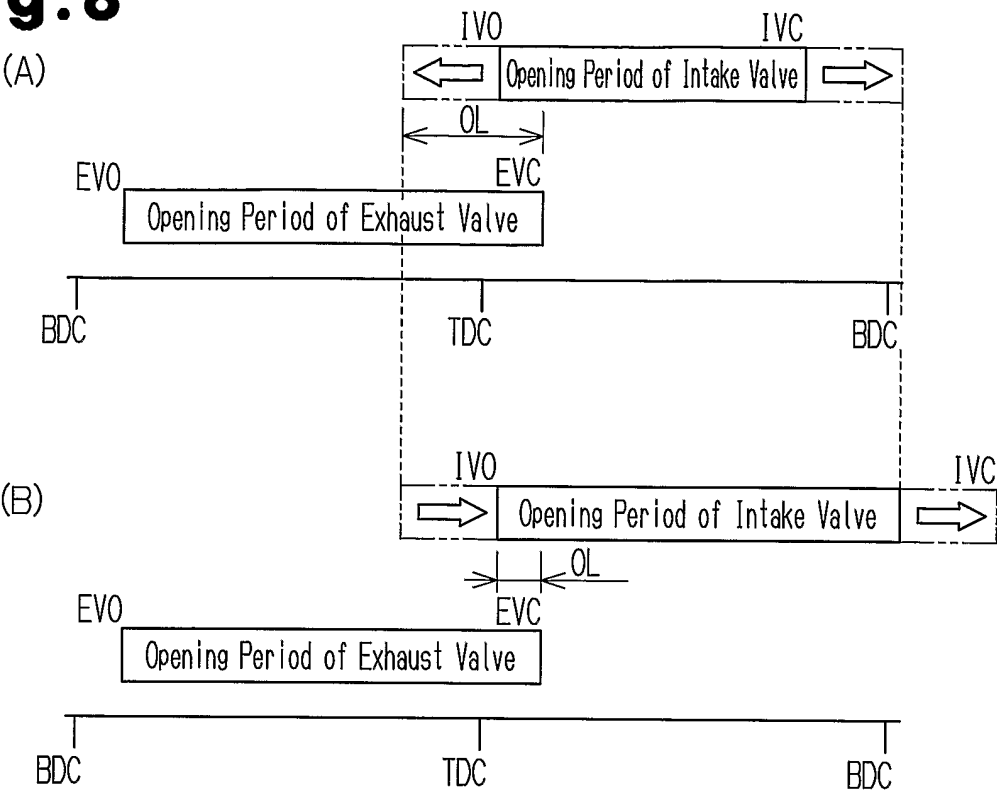 g.8
(A)
IVO IVC
Opening Period of Intake Valve
OL
EVO EVC
Opening Period of Exhaust Valve
BDC TDC BDC
(B)
IVO IVC
Opening Period of Intake Valve
OL
EVO EVC
Opening Period of Exhaust Valve
BDC TDC BDC